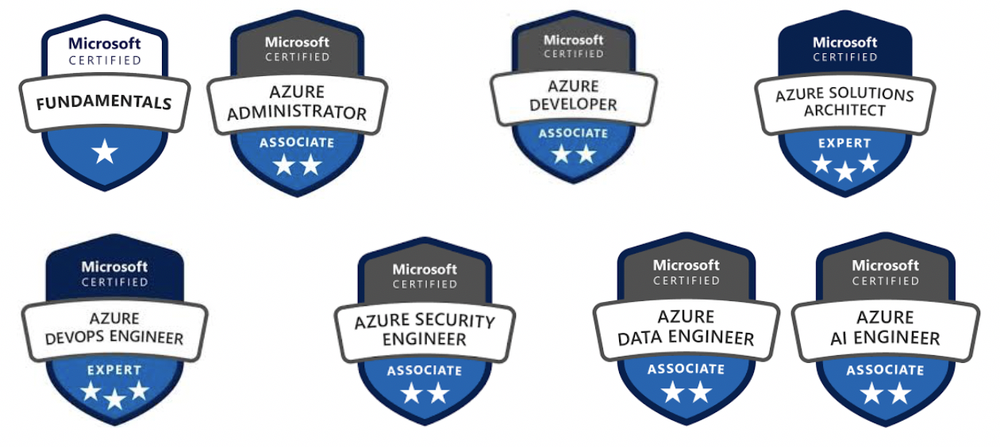 Microsoft
CERTIFIED
FUNDAMENTALS
Microsoft
CERTIFIED
AZURE
ADMINISTRATOR
ASSOCIATE
Microsoft
CERTIFIED
AZURE
DEVELOPER
ASSOCIATE
Microsoft
CERTIFIED
AZURE SOLUTIONS
ARCHITECT
EXPERT
Microsoft
CERTIFIED
AZURE
DEVOPS ENGINEER
EXPERT
Microsoft
CERTIFIED
AZURE SECURITY
ENGINEER
ASSOCIATE
Microsoft
CERTIFIED
AZURE
DATA ENGINEER
ASSOCIATE
Microsoft
CERTIFIED
AZURE
AI ENGINEER
ASSOCIATE